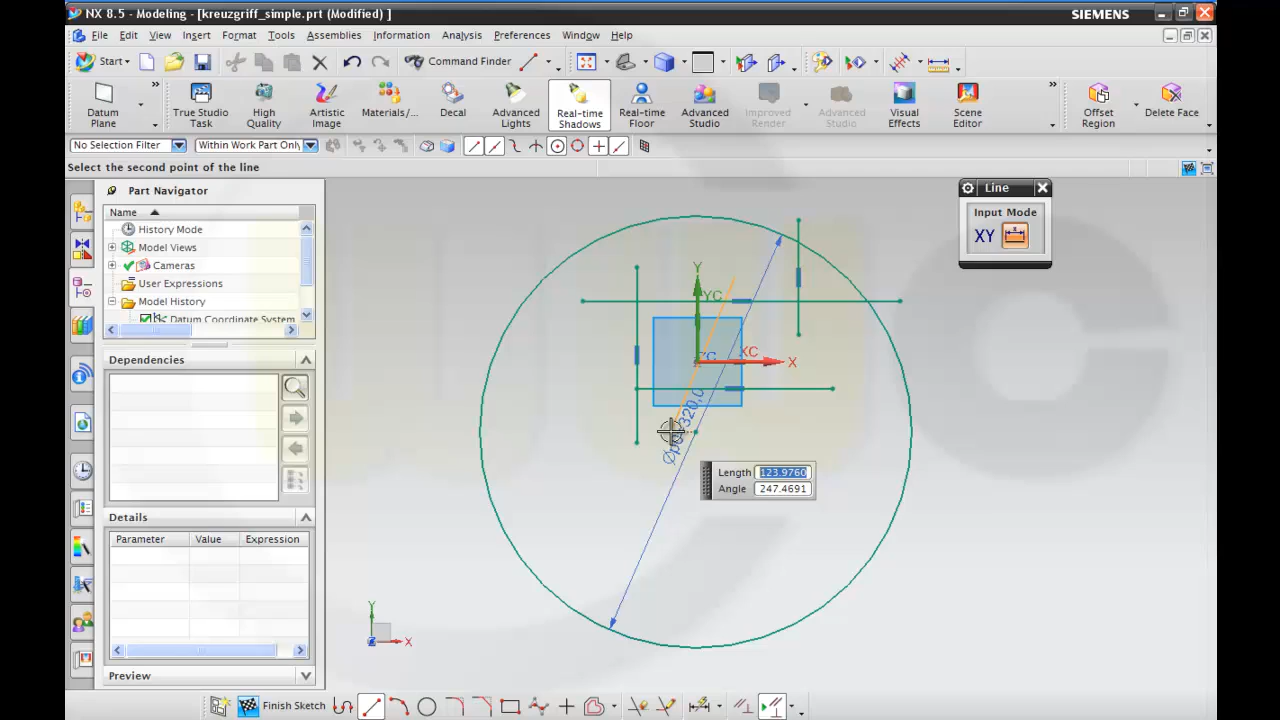 NX 8.5 - Modeling - [kreuzgriff_simple.prt (Modified) ]
SIEMENS
File Edit View Insert Format Tools Assemblies Information Analysis Preferences Window Help
Start Command Finder
Datum Plane
True Studio Task
High Quality
Artistic Image
Materials/...
Decal
Advanced Lights
Real-time Shadows
Real-time Floor
Advanced Studio
Improved Render
Advanced Studio
Visual Effects
Scene Editor
Offset Region
Delete Face
No Selection Filter Within Work Part Only
Select the second point of the line
Part Navigator
Name
History Mode
Model Views
Cameras
User Expressions
Model History
Datum Coordinate System
Dependencies
Details
Parameter Value Expression
Preview
Line
Input Mode
XY
Y
YC
XC
X
Length 123.9760
Angle 247.4691
Y
X
Finish Sketch